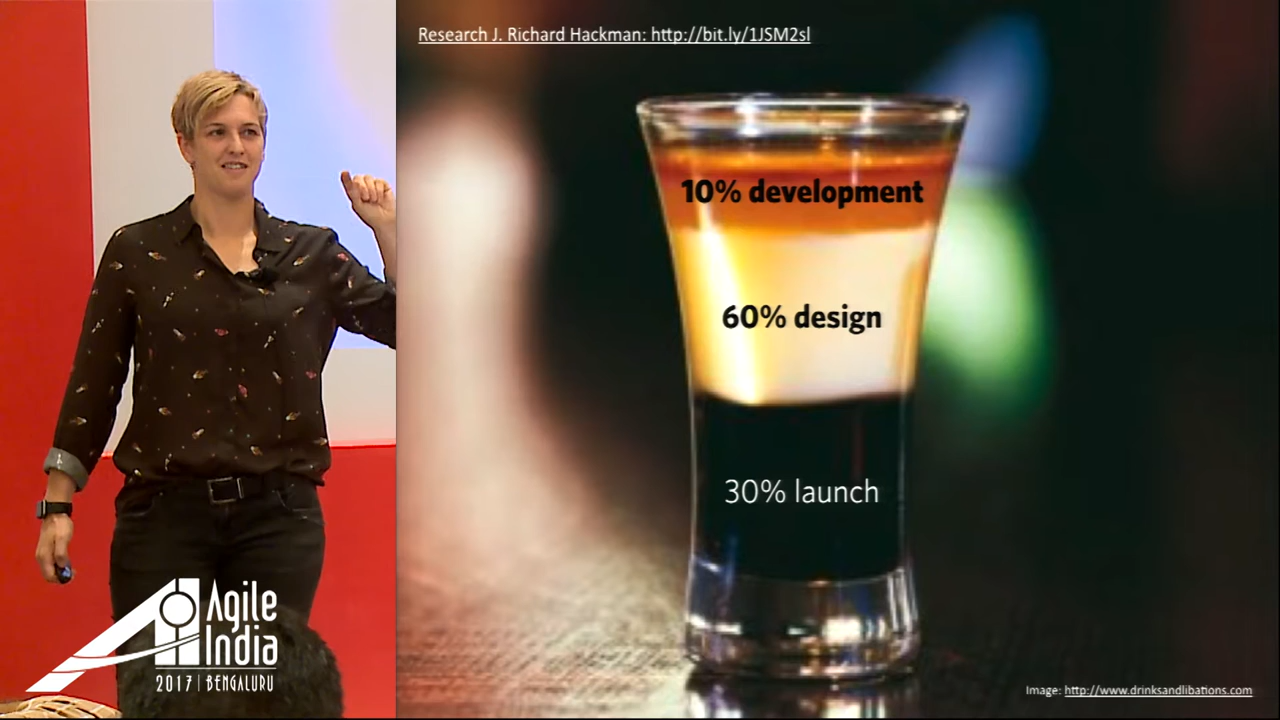 Research J. Richard Hackman: http://bit.ly/1JSM2sl
10% development
60% design
30% launch
Agile
India
2017 | BENGALURU
Image: http://www.drinksandlibations.com